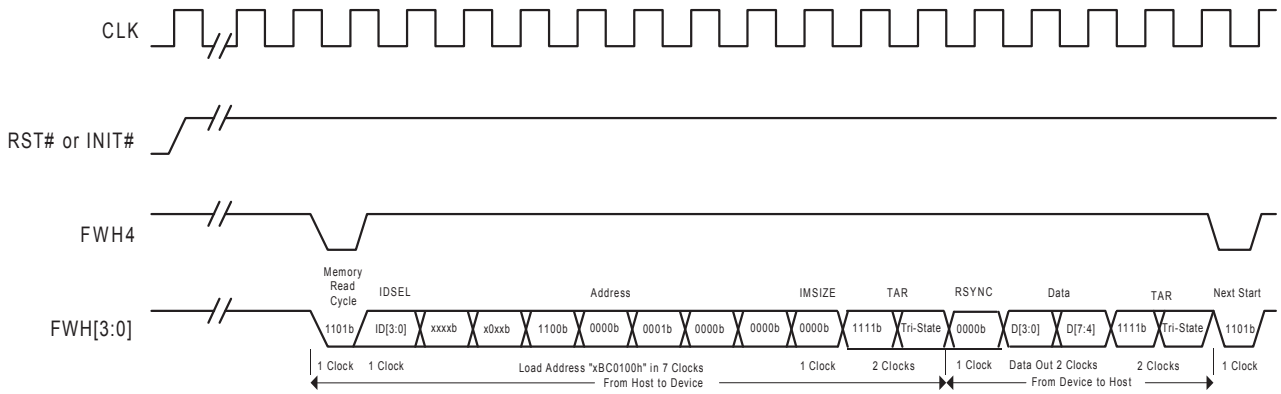 CLK
RST# or INIT#
FWH4
Memory
Read
Cycle
IDSEL Address IMSIZE TAR RSYNC Data TAR Next Start
FWH[3:0]
1101b ID[3:0] xxxxb x0xxb 1100b 0000b 0001b 0000b 0000b 0000b 1111b Tri-State 0000b D[3:0] D[7:4] 1111b Tri-State 1101b
1 Clock 1 Clock Load Address "xBC0100h" in 7 Clocks 1 Clock 2 Clocks 1 Clock Data Out 2 Clocks 2 Clocks 1 Clock
From Host to Device From Device to Host